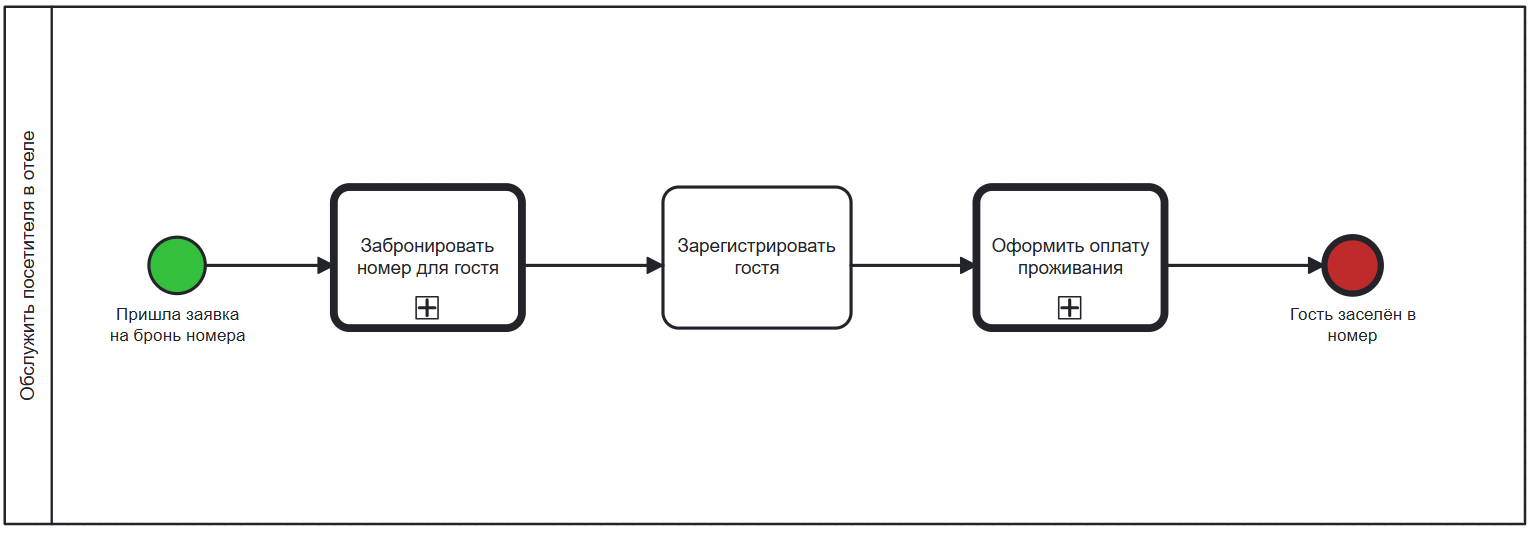 Обслужить посетителя в отеле
Пришла заявка
на бронь номера
Забронировать
номер для гостя
Зарегистрировать
гостя
Оформить оплату
проживания
Гость заселён в
номер